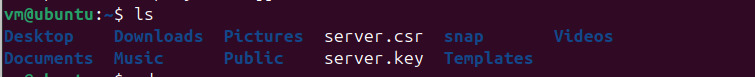 vm@ubuntu:~$ ls
Desktop Downloads Pictures server.csr snap Videos
Documents Music Public server.key Templates